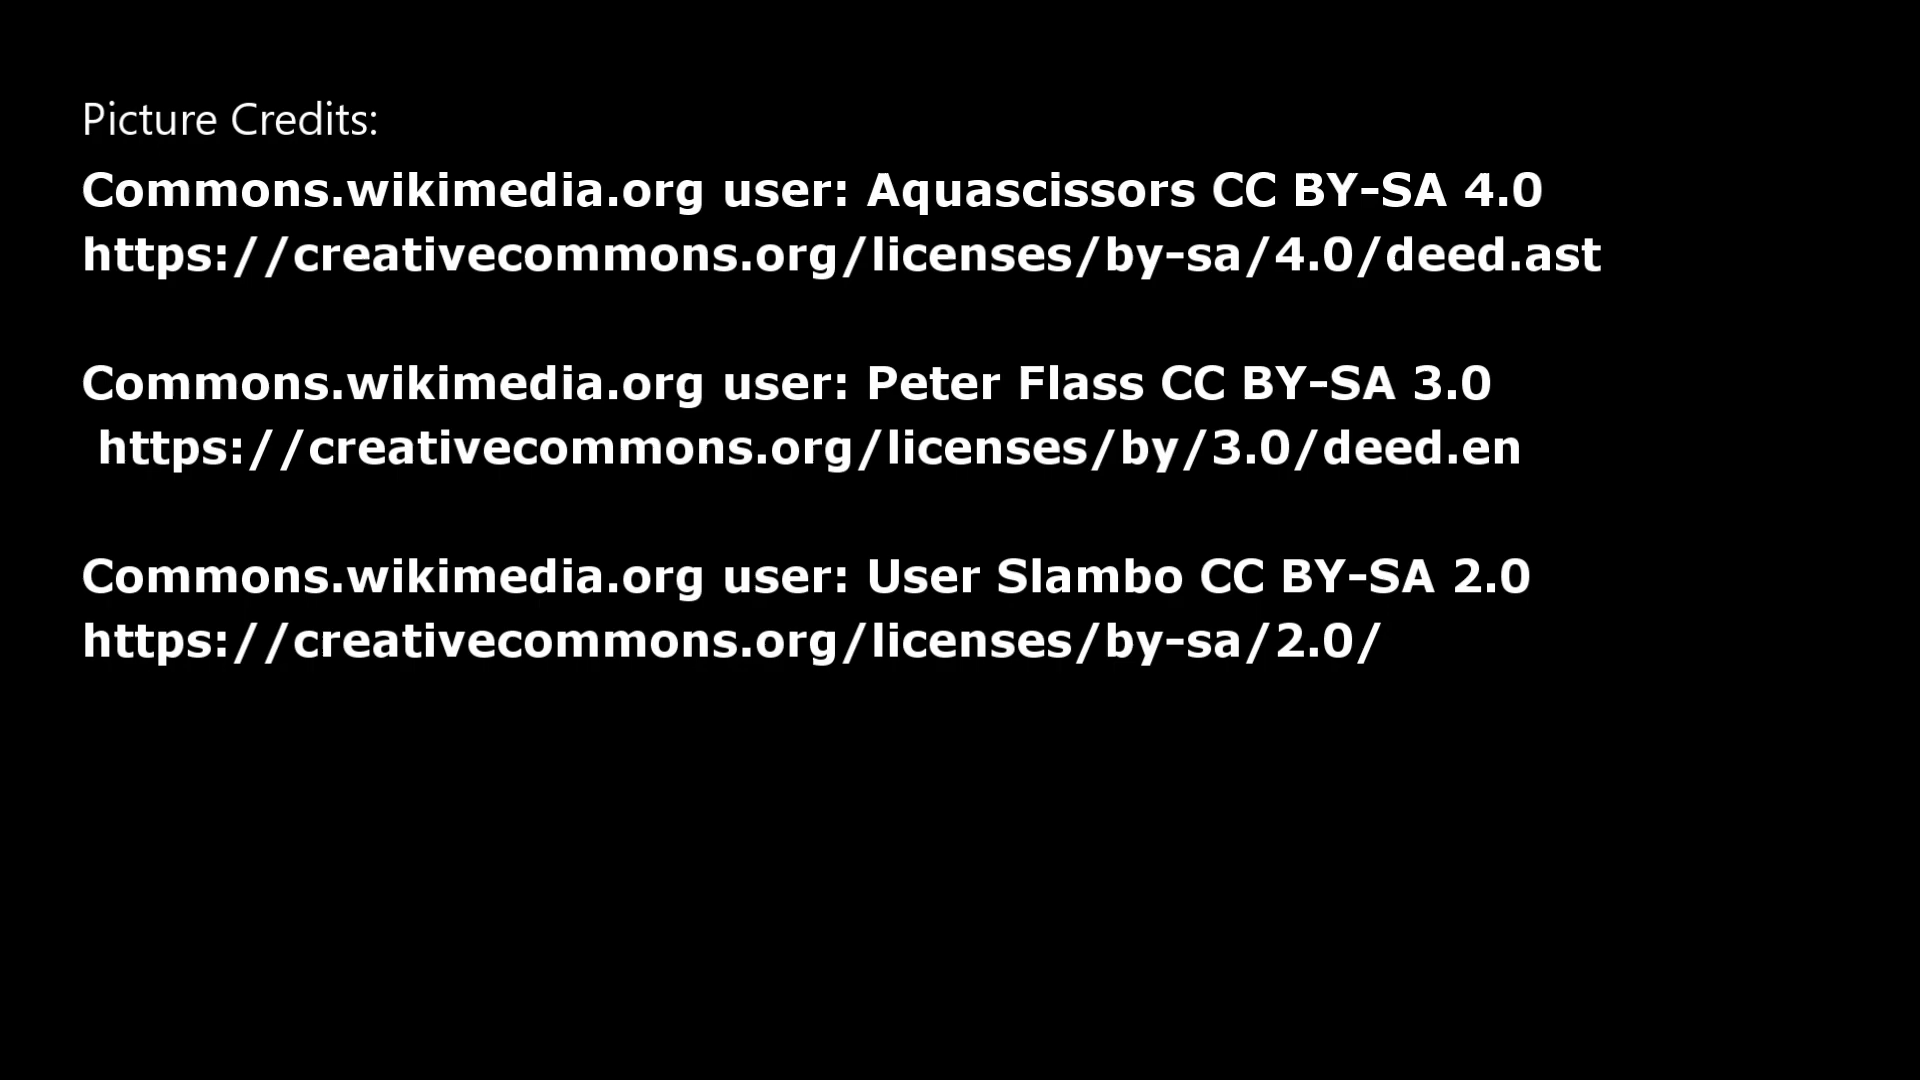 Picture Credits:
Commons.wikimedia.org user: Aquascissors CC BY-SA 4.0
https://creativecommons.org/licenses/by-sa/4.0/deed.ast
Commons.wikimedia.org user: Peter Flass CC BY-SA 3.0
https://creativecommons.org/licenses/by/3.0/deed.en
Commons.wikimedia.org user: User Slambo CC BY-SA 2.0
https://creativecommons.org/licenses/by-sa/2.0/